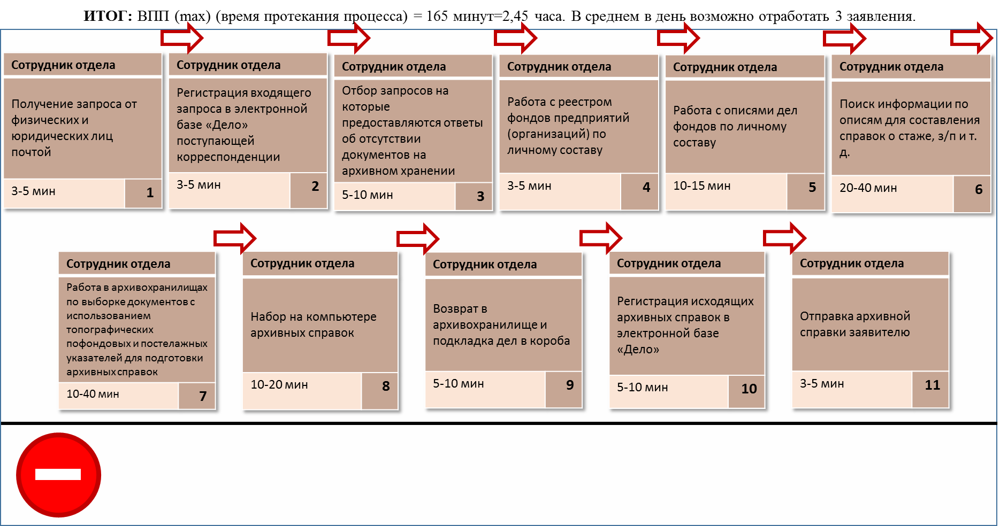 ИТОГ: ВПП (max) (время протекания процесса) = 165 минут=2,45 часа. В среднем в день возможно отработать 3 заявления.
Сотрудник отдела
Получение запроса от
физических и
юридических лиц
почтой
3-5 мин
1
Сотрудник отдела
Регистрация входящего
запроса в электронной
базе «Дело»
поступающей
корреспонденции
3-5 мин
2
Сотрудник отдела
Отбор запросов на
которые
предоставляются ответы
об отсутствии
документов на
архивном хранении
5-10 мин
3
Сотрудник отдела
Работа с реестром
фондов предприятий
(организаций) по
личному составу
3-5 мин
4
Сотрудник отдела
Работа с описями дел
фондов по личному
составу
10-15 мин
5
Сотрудник отдела
Поиск информации по
описям для составления
справок о стаже, з/п и т.
д.
20-40 мин
6
Сотрудник отдела
Работа в архивохранилищах
по выборке документов с
использованием
топографических
пофондовых и постелажных
указателей для подготовки
архивных справок
10-40 мин
7
Сотрудник отдела
Набор на компьютере
архивных справок
10-20 мин
8
Сотрудник отдела
Возврат в
архивохранилище и
подкладка дел в короба
5-10 мин
9
Сотрудник отдела
Регистрация исходящих
архивных справок в
электронной базе
«Дело»
5-10 мин
10
Сотрудник отдела
Отправка архивной
справки заявителю
3-5 мин
11